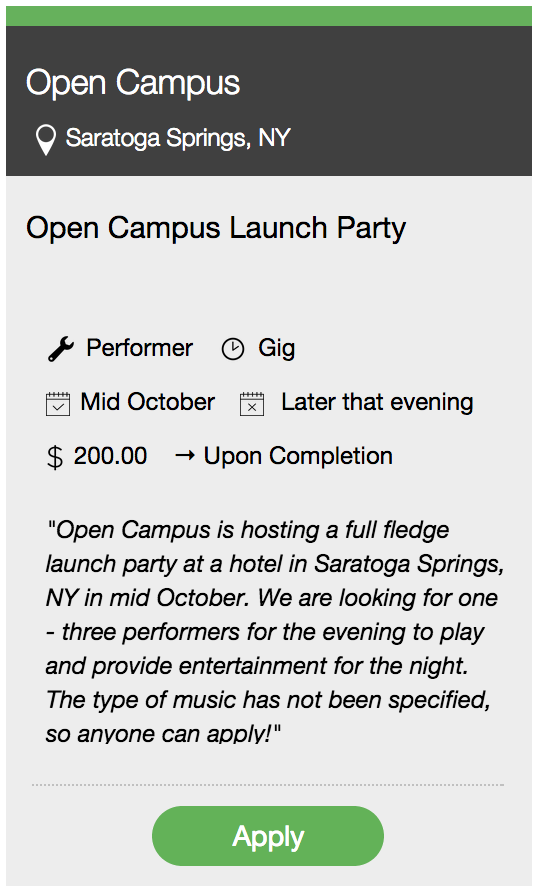 Open Campus
Saratoga Springs, NY
Open Campus Launch Party
Performer Gig
Mid October Later that evening
$ 200.00 → Upon Completion
"Open Campus is hosting a full fledge
launch party at a hotel in Saratoga Springs,
NY in mid October. We are looking for one
- three performers for the evening to play
and provide entertainment for the night.
The type of music has not been specified,
so anyone can apply!"
Apply